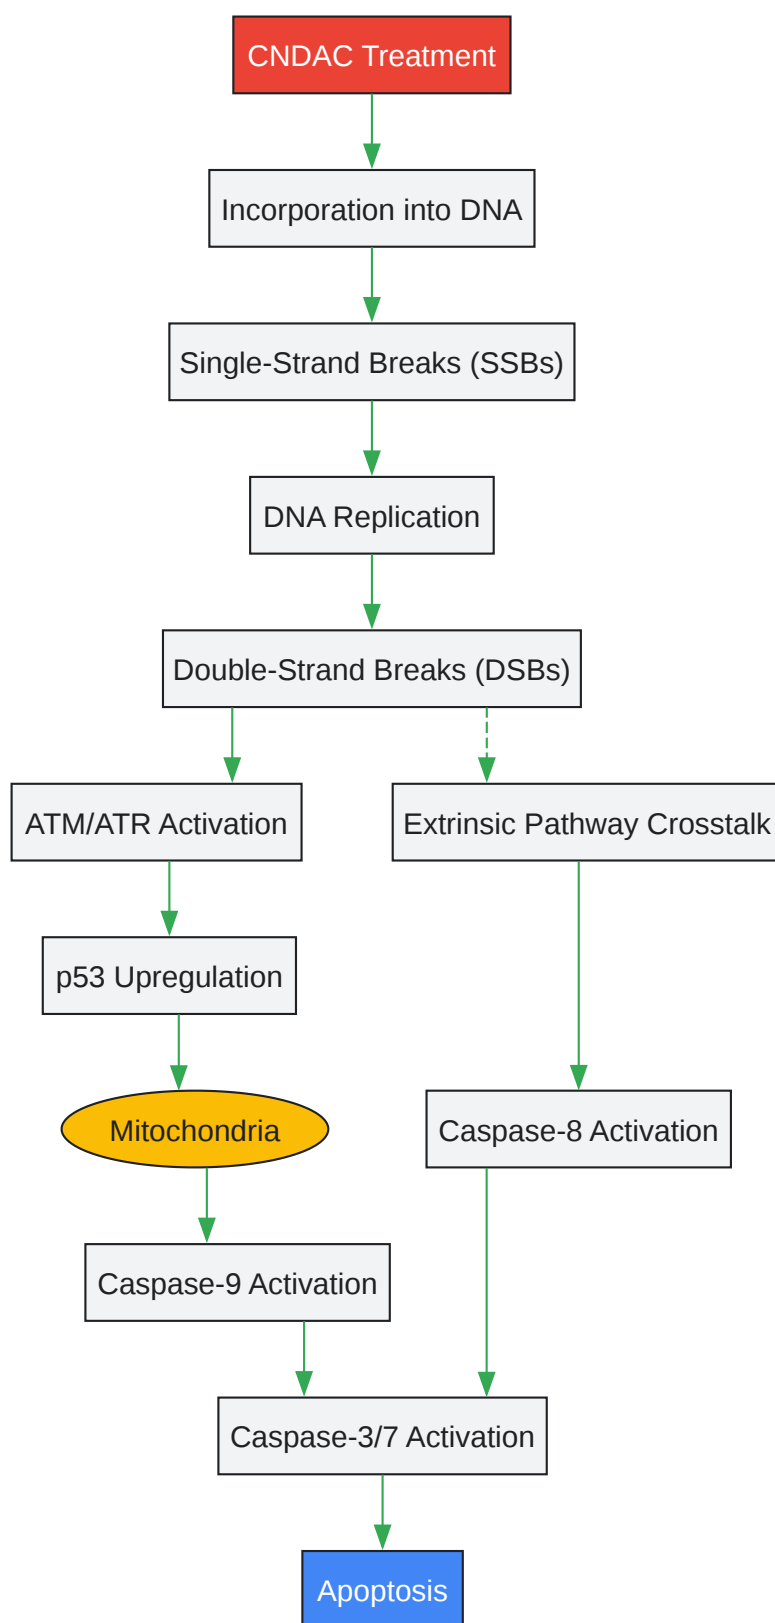 CNDAC Treatment
Incorporation into DNA
Single-Strand Breaks (SSBs)
DNA Replication
Double-Strand Breaks (DSBs)
ATM/ATR Activation
Extrinsic Pathway Crosstalk
p53 Upregulation
Mitochondria
Caspase-8 Activation
Caspase-9 Activation
Caspase-3/7 Activation
Apoptosis